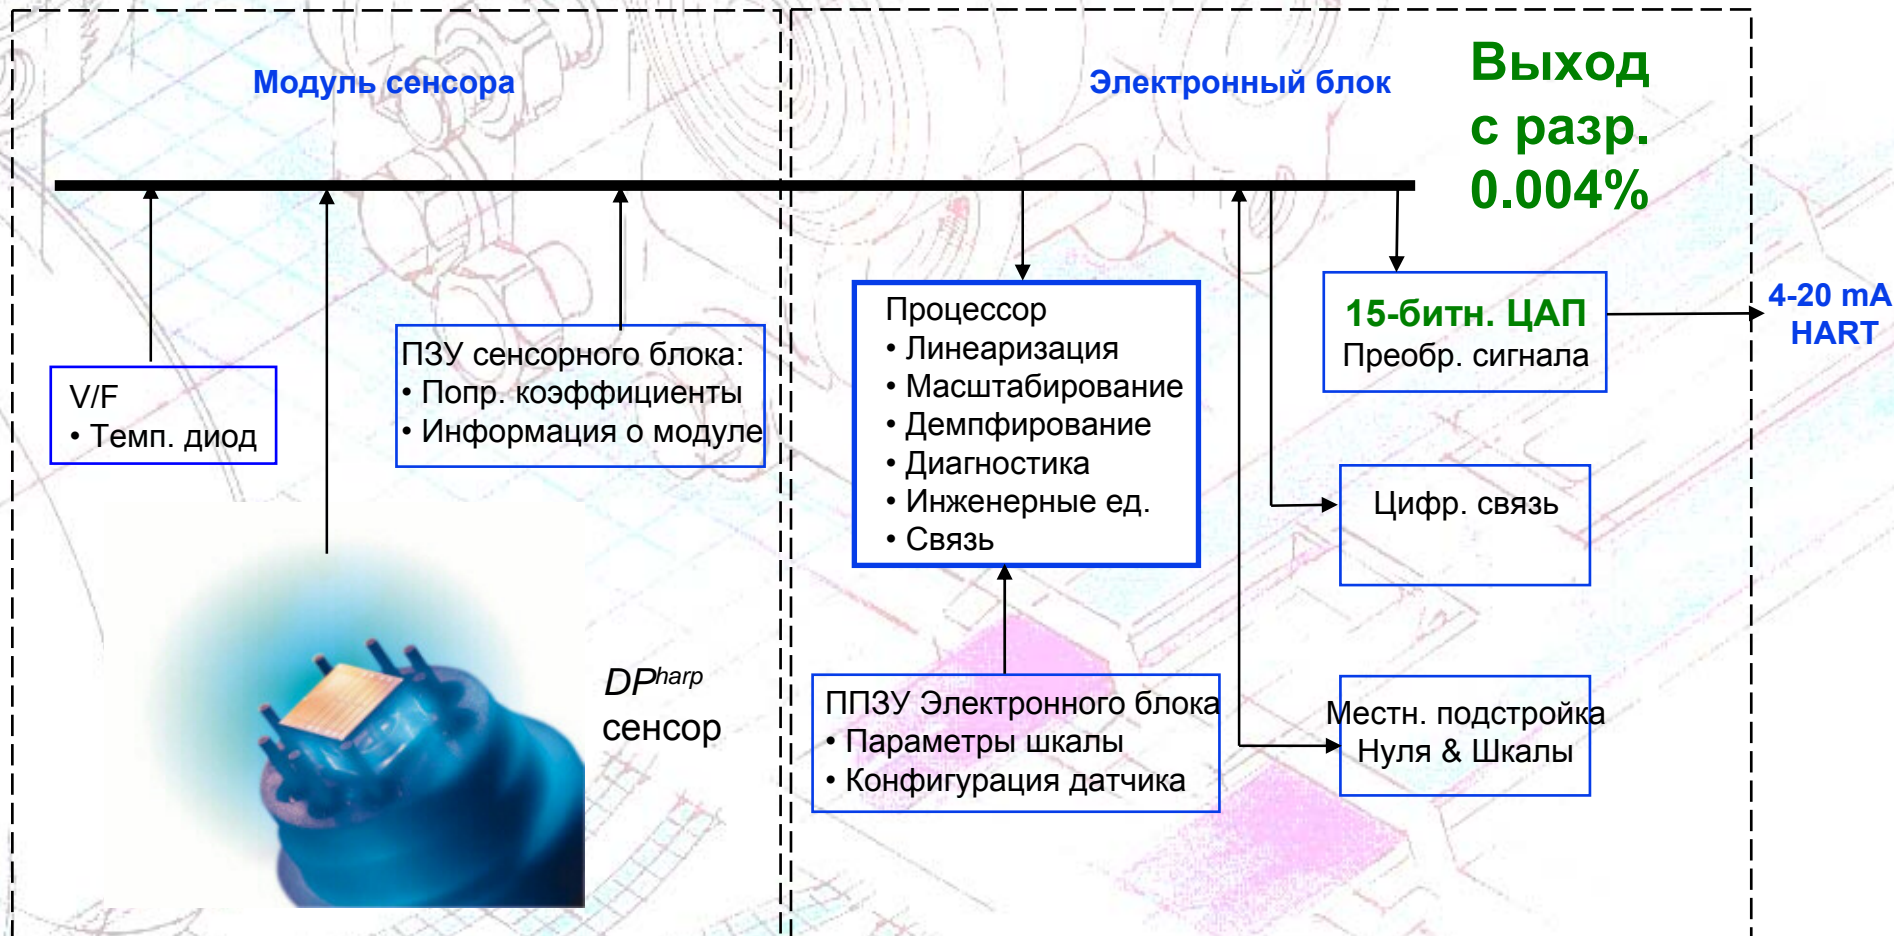 Модуль сенсора
Электронный блок
Выход
с разр.
0.004%
V/F
• Темп. диод
ПЗУ сенсорного блока:
• Попр. коэффициенты
• Информация о модуле
Процессор
• Линеаризация
• Масштабирование
• Демпфирование
• Диагностика
• Инженерные ед.
• Связь
15-битн. ЦАП
Преобр. сигнала
4-20 mA
HART
Цифр. связь
DPharp
сенсор
ППЗУ Электронного блока
• Параметры шкалы
• Конфигурация датчика
Местн. подстройка
Нуля & Шкалы